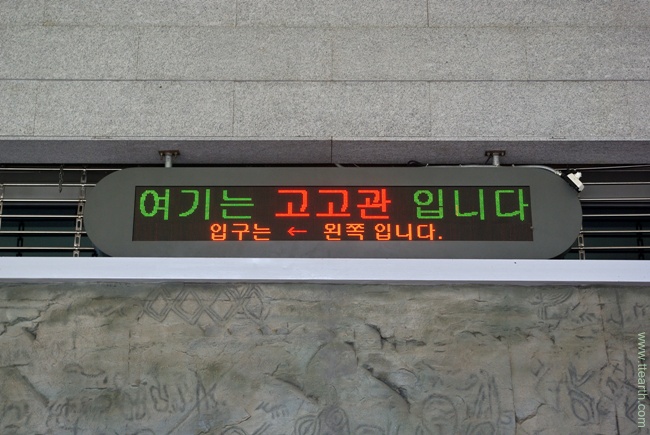 여기는 고고관 입니다
입구는 ← 왼쪽 입니다.
www.ttearth.com